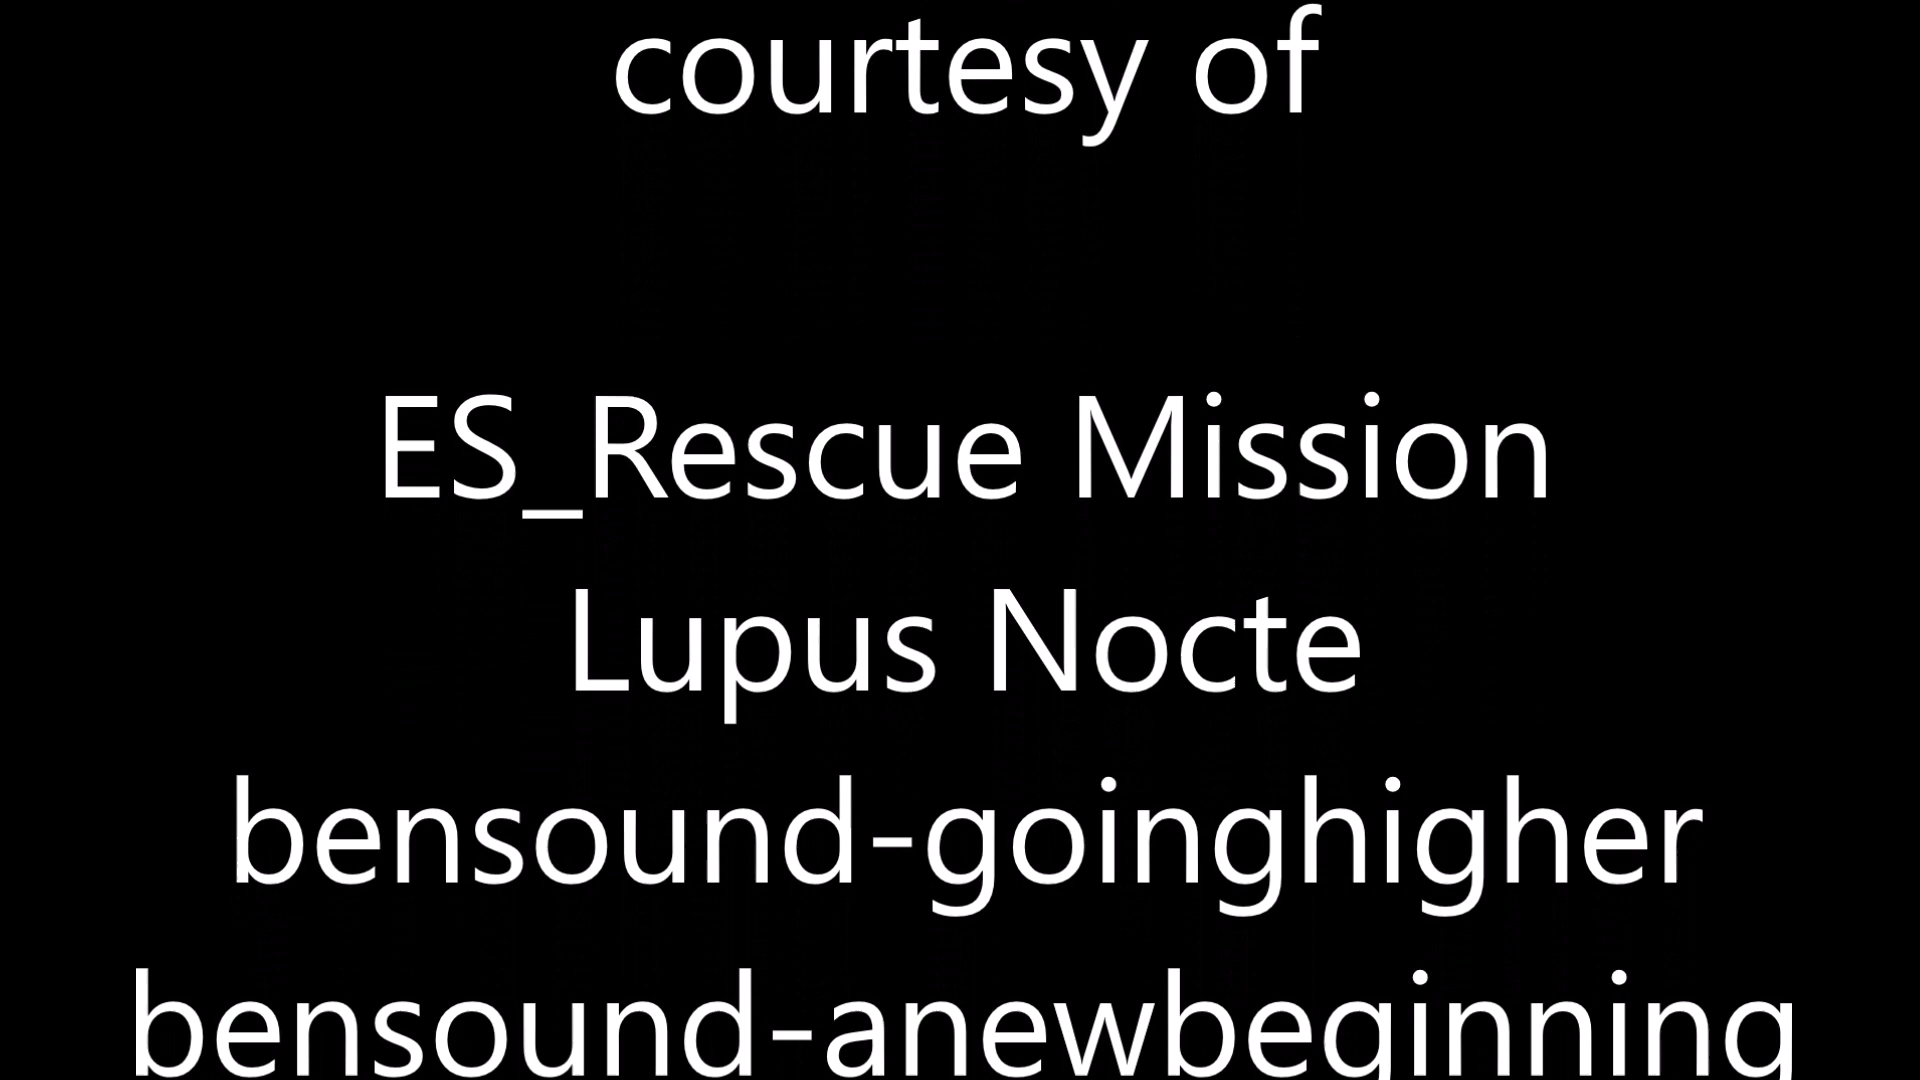 courtesy of
ES_Rescue Mission
Lupus Nocte
bensound-goinghigher
bensound-anewbeginning